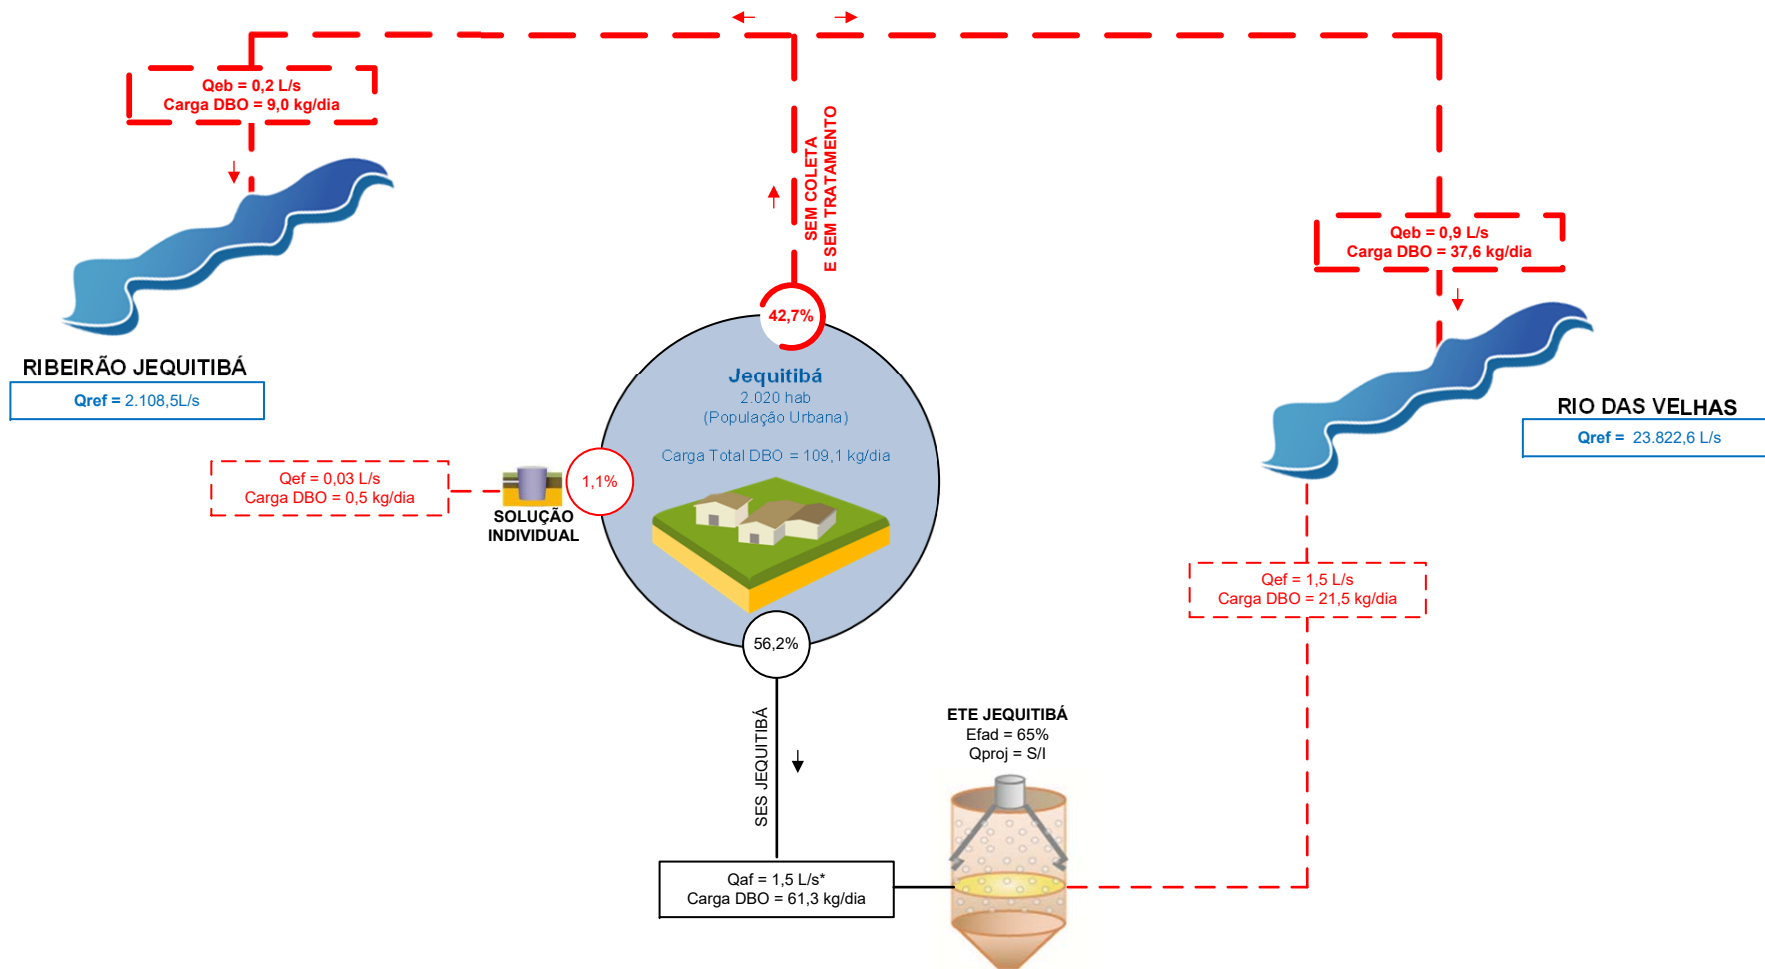 Qeb = 0,2 L/s
Carga DBO = 9,0 kg/dia
SEM COLETA
E SEM TRATAMENTO
Qeb = 0,9 L/s
Carga DBO = 37,6 kg/dia
42,7%
RIBEIRÃO JEQUITIBÁ
Qref = 2.108,5L/s
Jequitibá
2.020 hab
(População Urbana)
Carga Total DBO = 109,1 kg/dia
RIO DAS VELHAS
Qref = 23.822,6 L/s
Qef = 0,03 L/s
Carga DBO = 0,5 kg/dia
1,1%
SOLUÇÃO
INDIVIDUAL
Qef = 1,5 L/s
Carga DBO = 21,5 kg/dia
56,2%
SES JEQUITIBÁ
ETE JEQUITIBÁ
Efad = 65%
Qproj = S/I
Qaf = 1,5 L/s*
Carga DBO = 61,3 kg/dia